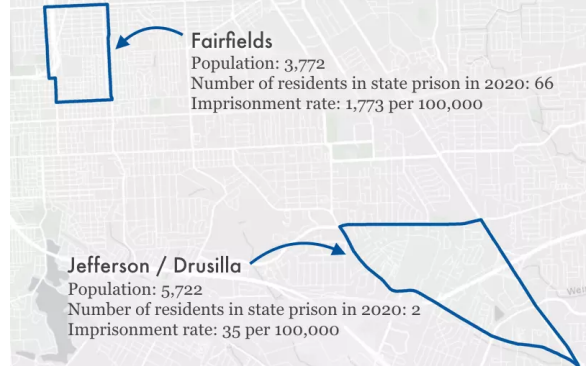 Fairfields
Population: 3,772
Number of residents in state prison in 2020: 66
Imprisonment rate: 1,773 per 100,000
Jefferson / Drusilla
Population: 5,722
Number of residents in state prison in 2020: 2
Imprisonment rate: 35 per 100,000